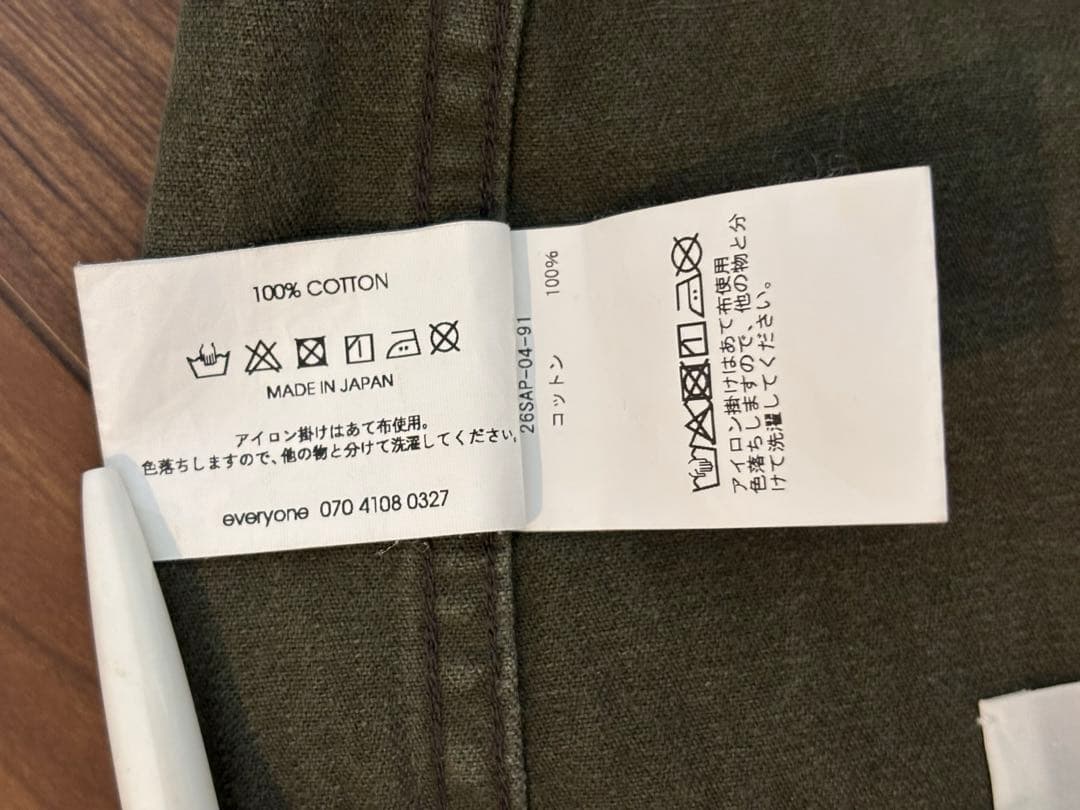 100% COTTON
MADE IN JAPAN
アイロン掛けはあて布使用。
色落ちしますので、他の物と分けて洗濯してください。
everyone 070 4108 0327
26SAP-04-91
コットン 100%
アイロン掛けはあて布使用
色落ちしますので、他の物と分
けて洗濯してください。